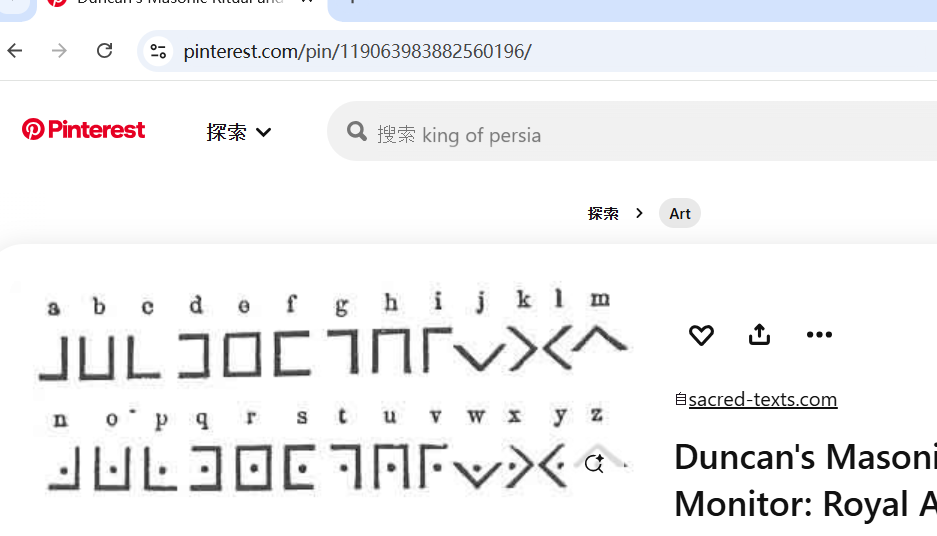 Duncan's Masonic Ritual and
pinterest.com/pin/119063983882560196/
Pinterest
探索
搜索 king of persia
探索
Art
a b c d e f g h i j k l m
n o p q r s t u v w x y z
自sacred-texts.com
Duncan's Masoni
Monitor: Royal A